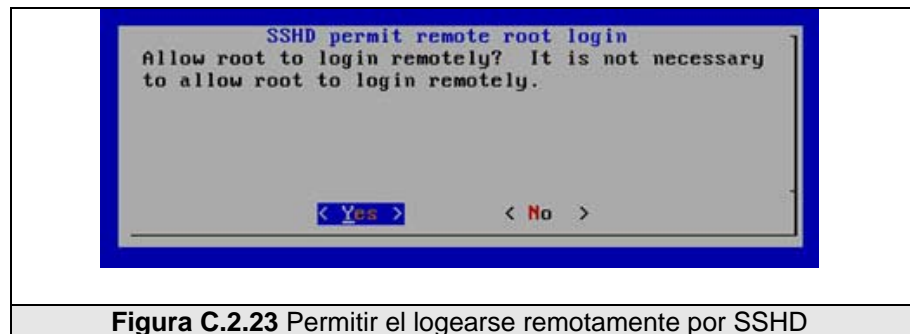 SSHD permit remote root login
Allow root to login remotely? It is not necessary
to allow root to login remotely.
< Yes > < No >
Figura C.2.23 Permitir el logearse remotamente por SSHD